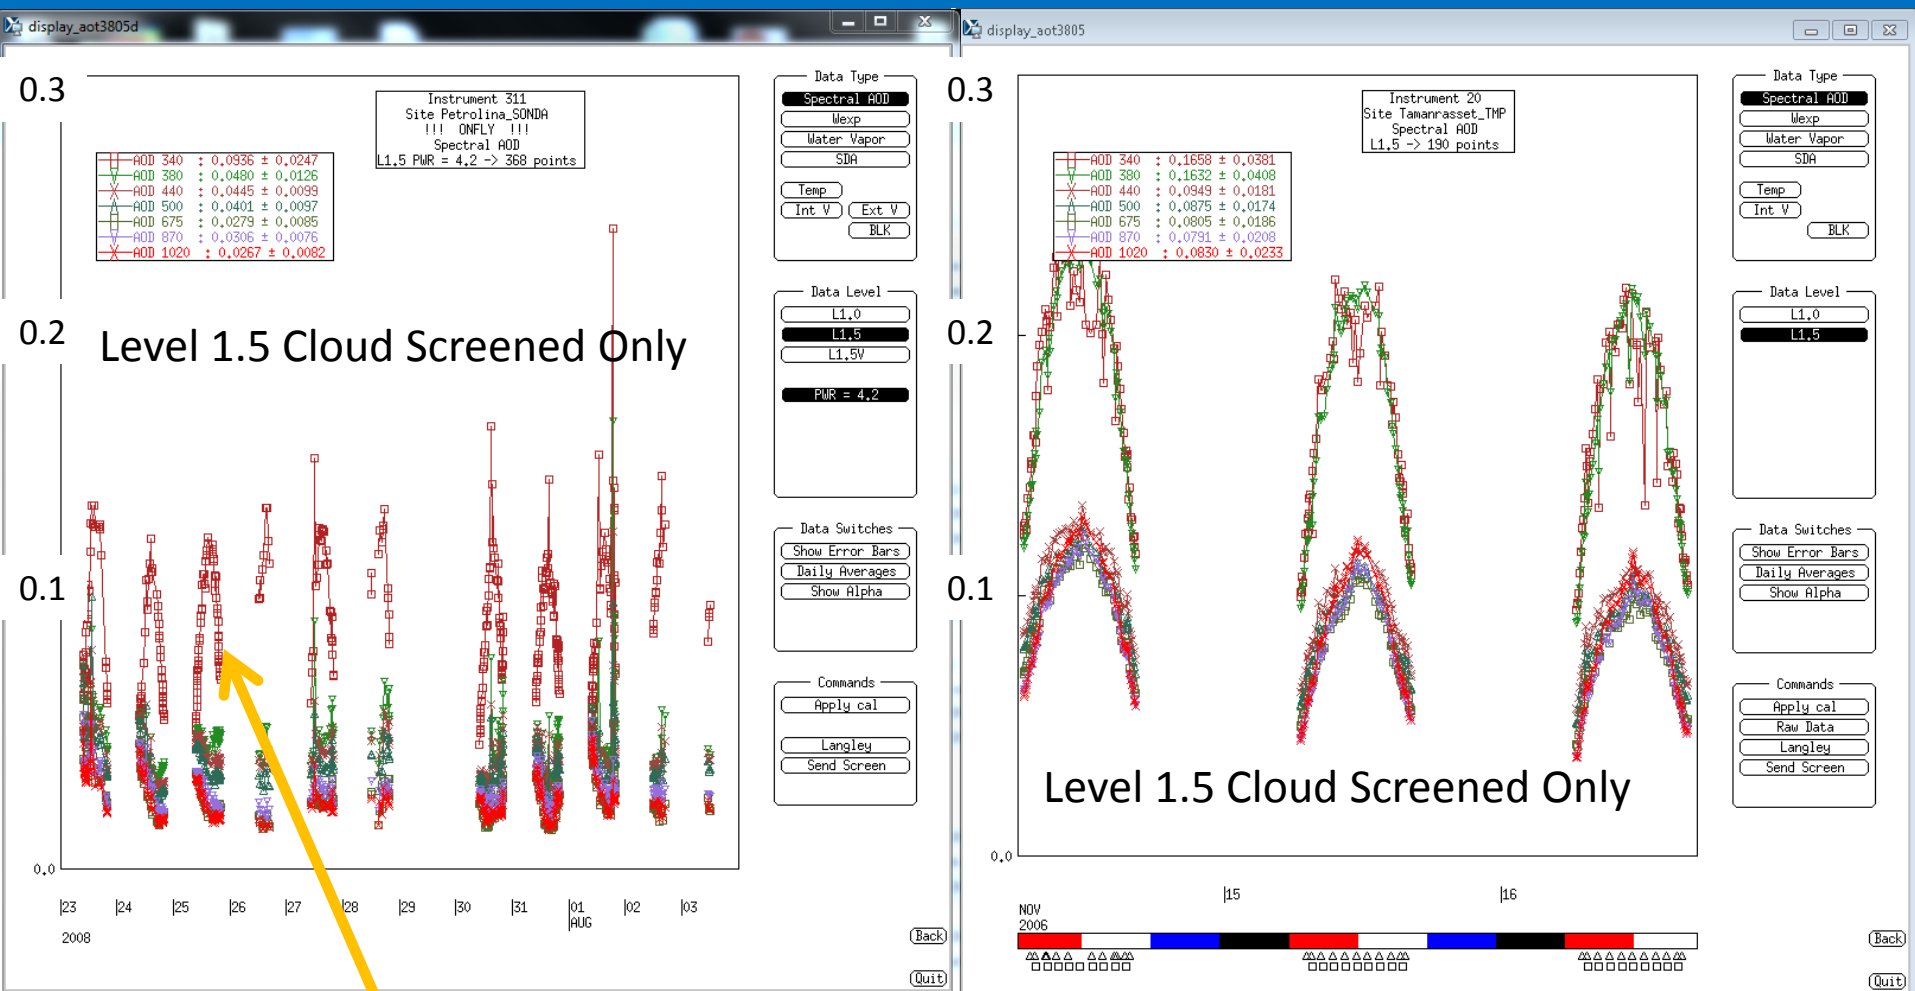 display_aot3805d
0.3
Instrument 311
Site Petrolina_SONDA
!!! ONFLY !!!
Spectral AOD
L1.5 PWR = 4.2 -> 368 points
AOD 340 : 0.0936 ± 0.0247
AOD 380 : 0.0480 ± 0.0126
AOD 440 : 0.0445 ± 0.0099
AOD 500 : 0.0401 ± 0.0097
AOD 675 : 0.0279 ± 0.0085
AOD 870 : 0.0306 ± 0.0076
AOD 1020 : 0.0267 ± 0.0082
0.2
Level 1.5 Cloud Screened Only
0.1
0.0
23 24 25 26 27 28 29 30 31 01 02 03
AUG
2008
Data Type
Spectral AOD
Wexp
Water Vapor
SDA
Temp
Int V Ext V
BLK
Data Level
L1.0
L1.5
L1.5V
PWR = 4.2
Data Switches
Show Error Bars
Daily Averages
Show Alpha
Commands
Apply cal
Langley
Send Screen
Back
Quit
display_aot3805
0.3
Instrument 20
Site Tamanrasset_TMP
Spectral AOD
L1.5 -> 190 points
AOD 340 : 0.1658 ± 0.0381
AOD 380 : 0.1632 ± 0.0408
AOD 440 : 0.0949 ± 0.0181
AOD 500 : 0.0875 ± 0.0174
AOD 675 : 0.0805 ± 0.0186
AOD 870 : 0.0791 ± 0.0208
AOD 1020 : 0.0830 ± 0.0233
0.2
0.1
Level 1.5 Cloud Screened Only
0.0
15 16
NOV
2006
Data Type
Spectral AOD
Wexp
Water Vapor
SDA
Temp
Int V
BLK
Data Level
L1.0
L1.5
Data Switches
Show Error Bars
Daily Averages
Show Alpha
Commands
Apply cal
Raw Data
Langley
Send Screen
Back
Quit